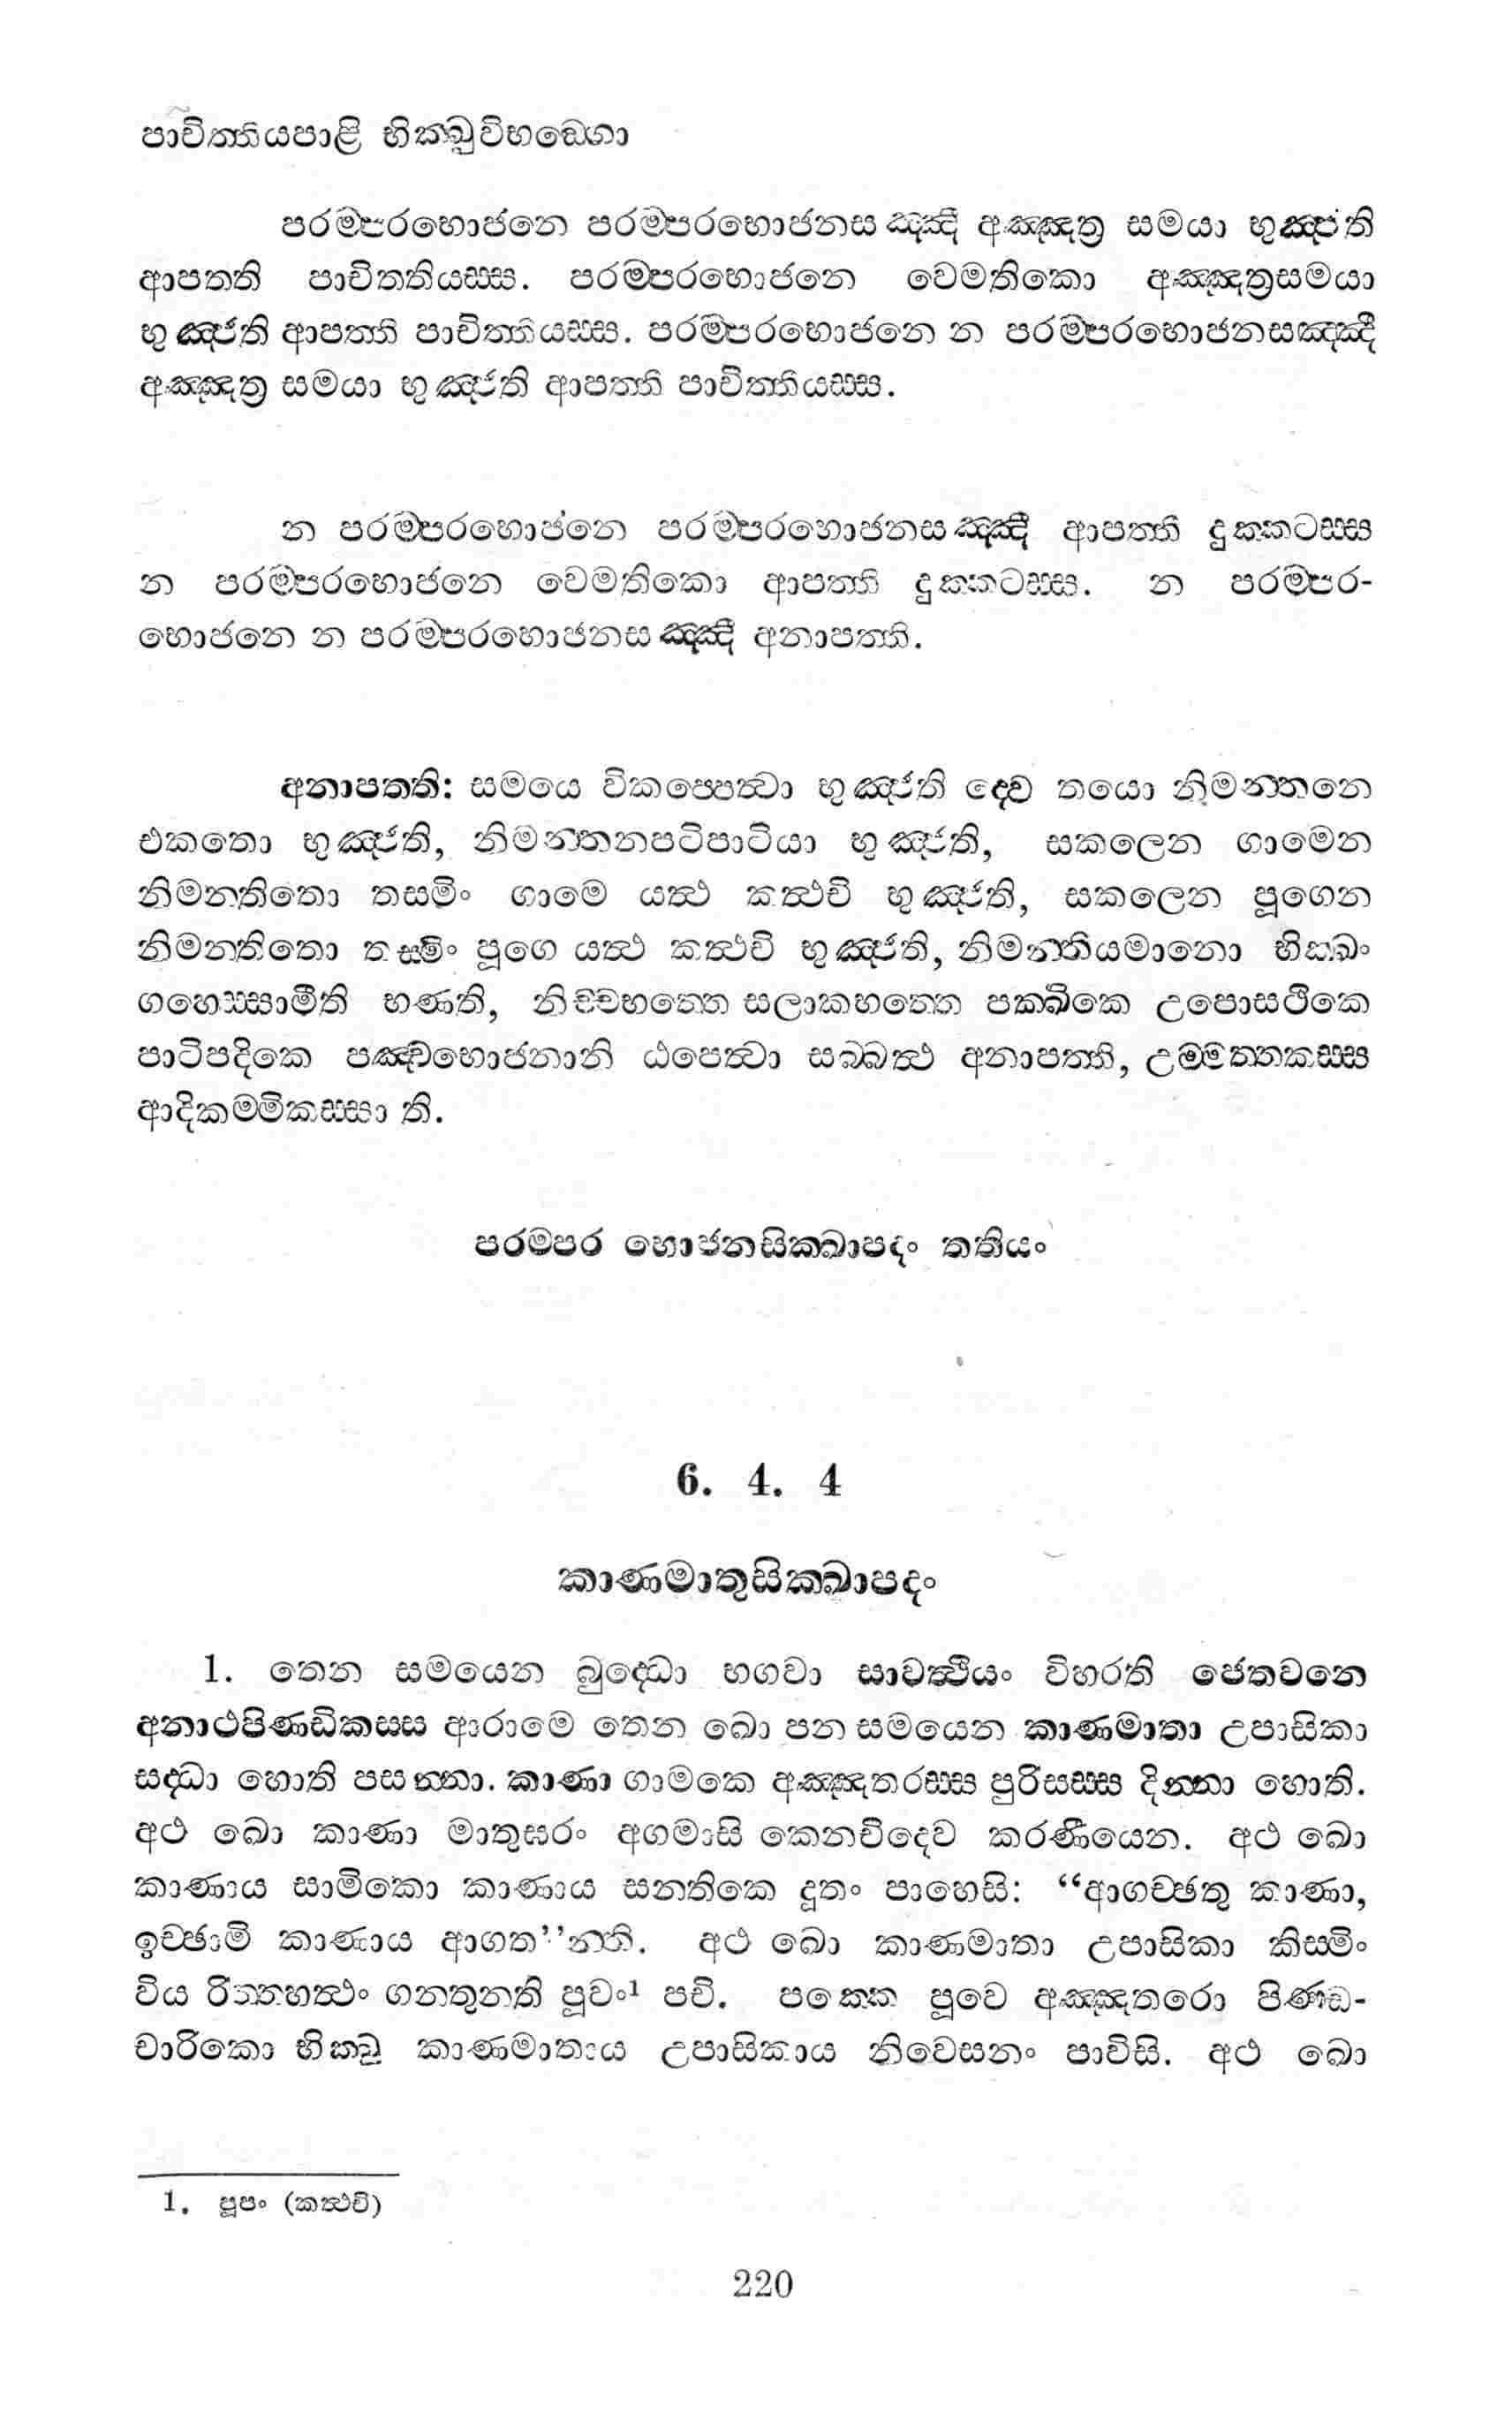 පාචිත්තියපාළි භික්ඛුවිභඞ්ගො
පරම්පරභොජනෙ පරම්පරභොජනසඤ්ඤී අඤ්ඤත්‍ර සමයා භුඤ්ජති
ආපතති පාචිතතියස්ස. පරම්පරභොජනෙ වෙමතිකො අඤ්ඤත්‍රසමයා
භුඤ්ජති ආපත්ති පාචිත්තියස්ස. පරම්පරභොජනෙ න පරම්පරභොජනසඤ්ඤී
අඤ්ඤත්‍ර සමයා භුඤ්ජති ආපත්ති පාචිත්තියස්ස.
න පරම්පරභොජනෙ පරම්පරභොජනසඤ්ඤී ආපත්ති දුක්කටස්ස
න පරම්පරභොජනෙ වෙමතිකො ආපත්ති දුක්කටස්ස. න පරම්පර-
භොජනෙ න පරම්පරභොජනසඤ්ඤී අනාපත්ති.
අනාපතති: සමයෙ විකප්පෙත්වා භුඤ්ජති ද්වෙ තයො නිමන්තනෙ
එකතො භුඤ්ජති, නිමන්තනපටිපාටියා භුඤ්ජති, සකලෙන ගාමෙන
නිමන්තිතො තසමිං ගාමෙ යත්ථ කත්ථචි භුඤ්ජති, සකලෙන පූගෙන
නිමන්තිතො තස්මිං පූගෙ යත්ථ කත්ථචි භුඤ්ජති, නිමන්තියමානො භික්ඛං
ගහෙස්සාමීති භණති, නිච්චභත්තෙ සලාකභත්තෙ පක්ඛිකෙ උපොසථිකෙ
පාටිපදිකෙ පඤ්චභොජනානි ඨපෙත්වා සබ්බත්ථ අනාපත්ති, උම්මත්තකස්ස
ආදිකම්මිකස්සා ති.
පරම්පර භොජනසික්ඛාපදං තතියං
6. 4. 4
කාණමාතුසික්ඛාපදං
1. තෙන සමයෙන බුද්ධො භගවා සාවත්ථියං විහරති ජෙතවනෙ
අනාථපිණ්ඩිකස්ස ආරාමෙ තෙන ඛො පන සමයෙන කාණමාතා උපාසිකා
සද්ධා හොති පසන්නා. කාණා ගාමකෙ අඤ්ඤතරස්ස පුරිසස්ස දින්නා හොති.
අථ ඛො කාණා මාතුඝරං අගමාසි කෙනචිදෙව කරණීයෙන. අථ ඛො
කාණාය සාමිකො කාණාය සන්තිකෙ දූතං පාහෙසි: “ආගච්ඡතු කාණා,
ඉච්ඡාමි කාණාය ආගත”න්ති. අථ ඛො කාණමාතා උපාසිකා කිස්මිං
විය රිත්තහත්ථං ගන්තුන්ති පූවං1 පචි. පක්කෙ පූවෙ අඤ්ඤතරො පිණ්ඩ-
චාරිකො භික්ඛු කාණමාතාය උපාසිකාය නිවෙසනං පාවිසි. අථ ඛො
1. පූපං (කත්ථචි)
220